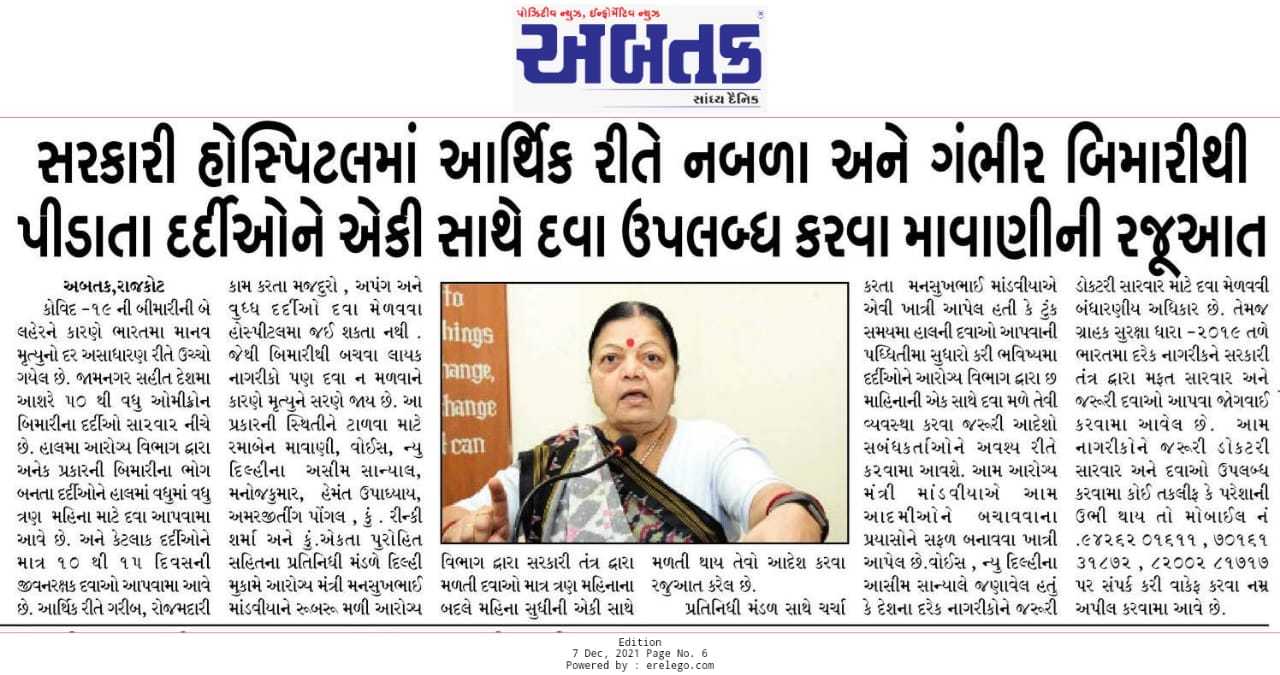 પોઝિટીવ ન્યુઝ, ઈન્ફોર્મેટિવ ન્યુઝ
અબતક
સાંધ્ય દૈનિક
સરકારી હોસ્પિટલમાં આર્થિક રીતે નબળા અને ગંભીર બિમારીથી
પીડાતા દર્દીઓને એકી સાથે દવા ઉપલબ્ધ કરવા માવાણીની રજૂઆત
અબતક,રાજકોટ
કોવિદ -૧૯ ની બીમારીની બે
લહેરને કારણે ભારતમા માનવ
મૃત્યુનો દર અસાધારણ રીતે ઉચ્ચો
ગયેલ છે. જામનગર સહીત દેશમા
આશરે ૫૦ થી વધુ ઓમીક્રોન
બિમારીના દર્દીઓ સારવાર નીચે
છે. હાલમા આરોગ્ય વિભાગ દ્વારા
અનેક પ્રકારની બિમારીના ભોગ
બનતા દર્દીઓને હાલમાં વધુમાં વધુ
ત્રણ મહિના માટે દવા આપવામા
આવે છે. અને કેટલાક દર્દીઓને
માત્ર ૧૦ થી ૧૫ દિવસની
જીવનરક્ષક દવાઓ આપવામા આવે
છે. આર્થિક રીતે ગરીબ, રોજમદારી
કામ કરતા મજદુરો , અપંગ અને
વુધ્ધ દર્દીઓ દવા મેળવવા
હોસ્પીટલમા જઈ શકતા નથી .
જેથી બિમારીથી બચવા લાયક
નાગરીકો પણ દવા ન મળવાને
કારણે મૃત્યુને સરણે જાય છે. આ
પ્રકારની સ્થિતીને ટાળવા માટે
રમાબેન માવાણી, વોઈસ, ન્યુ
દિલ્હીના અસીમ સાન્યાલ,
મનોજકુમાર, હેમંત ઉપાધ્યાય,
અમરજીતીંગ પોંગલ , કું . રીન્કી
શર્મા અને કું.એકતા પુરોહિત
સહિતના પ્રતિનિધી મંડળે દિલ્હી
મુકામે આરોગ્ય મંત્રી મનસુખભાઈ
માંડવીયાને રૂબરૂ મળી આરોગ્ય
to
hings
hange,
change
can
વિભાગ દ્વારા સરકારી તંત્ર દ્વારા
મળતી દવાઓ માત્ર ત્રણ મહિનાના
બદલે મહિના સુધીની એકી સાથે
મળતી થાય તેવો આદેશ કરવા
રજુઆત કરેલ છે.
પ્રતિનિધી મંડળ સાથે ચર્ચા
કરતા મનસુખભાઈ માંડવીયાએ
એવી ખાત્રી આપેલ હતી કે ટુંક
સમયમા હાલની દવાઓ આપવાની
પધ્ધિતીમા સુધારો કરી ભવિષ્યમા
દર્દીઓને આરોગ્ય વિભાગ દ્વારા છ
માહિનાની એક સાથે દવા મળે તેવી
વ્યવસ્થા કરવા જરૂરી આદેશો
સબંધકર્તાઓને અવશ્ય રીતે
કરવામા આવશે. આમ આરોગ્ય
મંત્રી માંડવીયાએ આમ
આદમીઓને બચાવવાના
પ્રયાસોને સફળ બનાવવા ખાત્રી
આપેલ છે.વોઈસ , ન્યુ દિલ્હીના
આસીમ સાન્યાલે જણાવેલ હતું
કે દેશના દરેક નાગરીકોને જરૂરી
ડોકટરી સારવાર માટે દવા મેળવવી
બંધારણીય અધિકાર છે. તેમજ
ગ્રાહક સુરક્ષા ધારા -૨૦૧૯ તળે
ભારતમા દરેક નાગરીકને સરકારી
તંત્ર દ્વારા મફત સારવાર અને
જરૂરી દવાઓ આપવા જોગવાઈ
કરવામા આવેલ છે. આમ
નાગરીકોને જરૂરી ડોકટરી
સારવાર અને દવાઓ ઉપલબ્ધ
કરવામા કોઈ તકલીફ કે પરેશાની
ઉભી થાય તો મોબાઈલ નં
.૯૪૨૬૨ ૦૧૬૧૧ , ૭૦૧૬૧
૩૧૮૭૨ , ૮૨૦૦૨ ૮૧૭૧૭
પર સંપર્ક કરી વાકેફ કરવા નમ્ર
અપીલ કરવામા આવે છે.
Edition
7 Dec, 2021 Page No. 6
Powered by : erelego.com